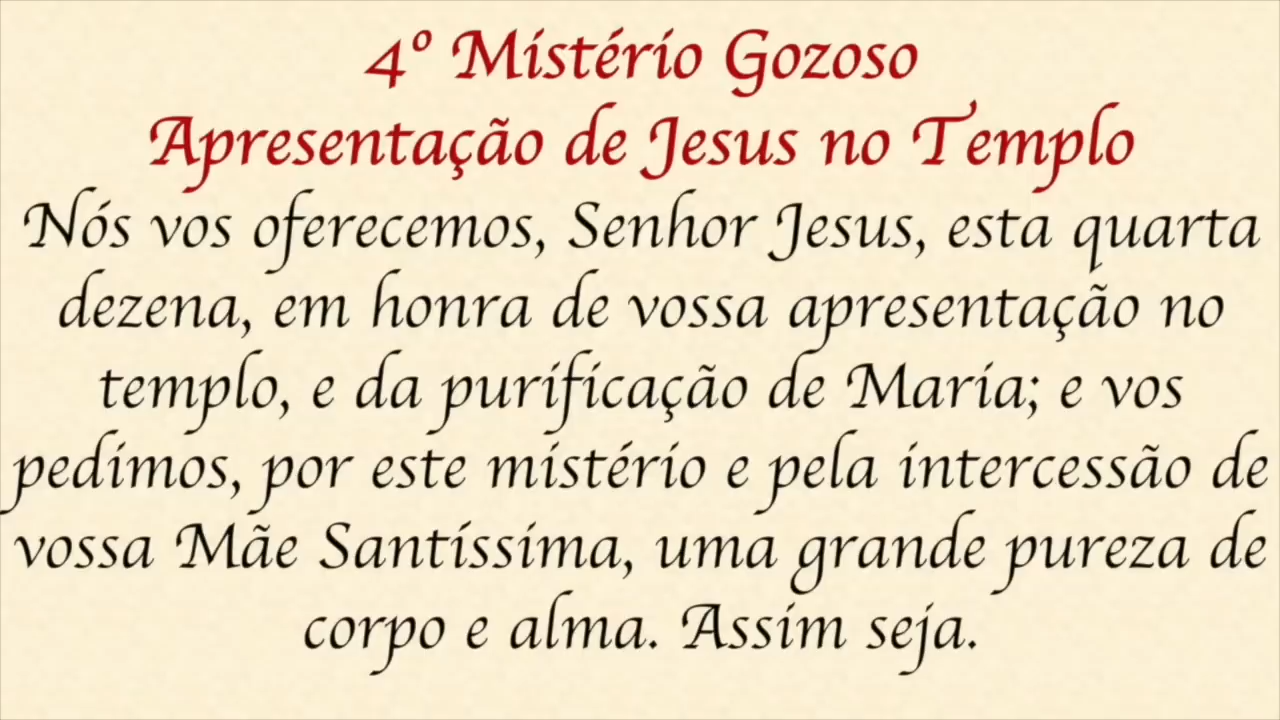 4º Mistério Gozoso
Apresentação de Jesus no Templo
Nós vos oferecemos, Senhor Jesus, esta quarta
dezena, em honra de vossa apresentação no
templo, e da purificação de Maria; e vos
pedimos, por este mistério e pela intercessão de
vossa Mãe Santíssima, uma grande pureza de
corpo e alma. Assim seja.